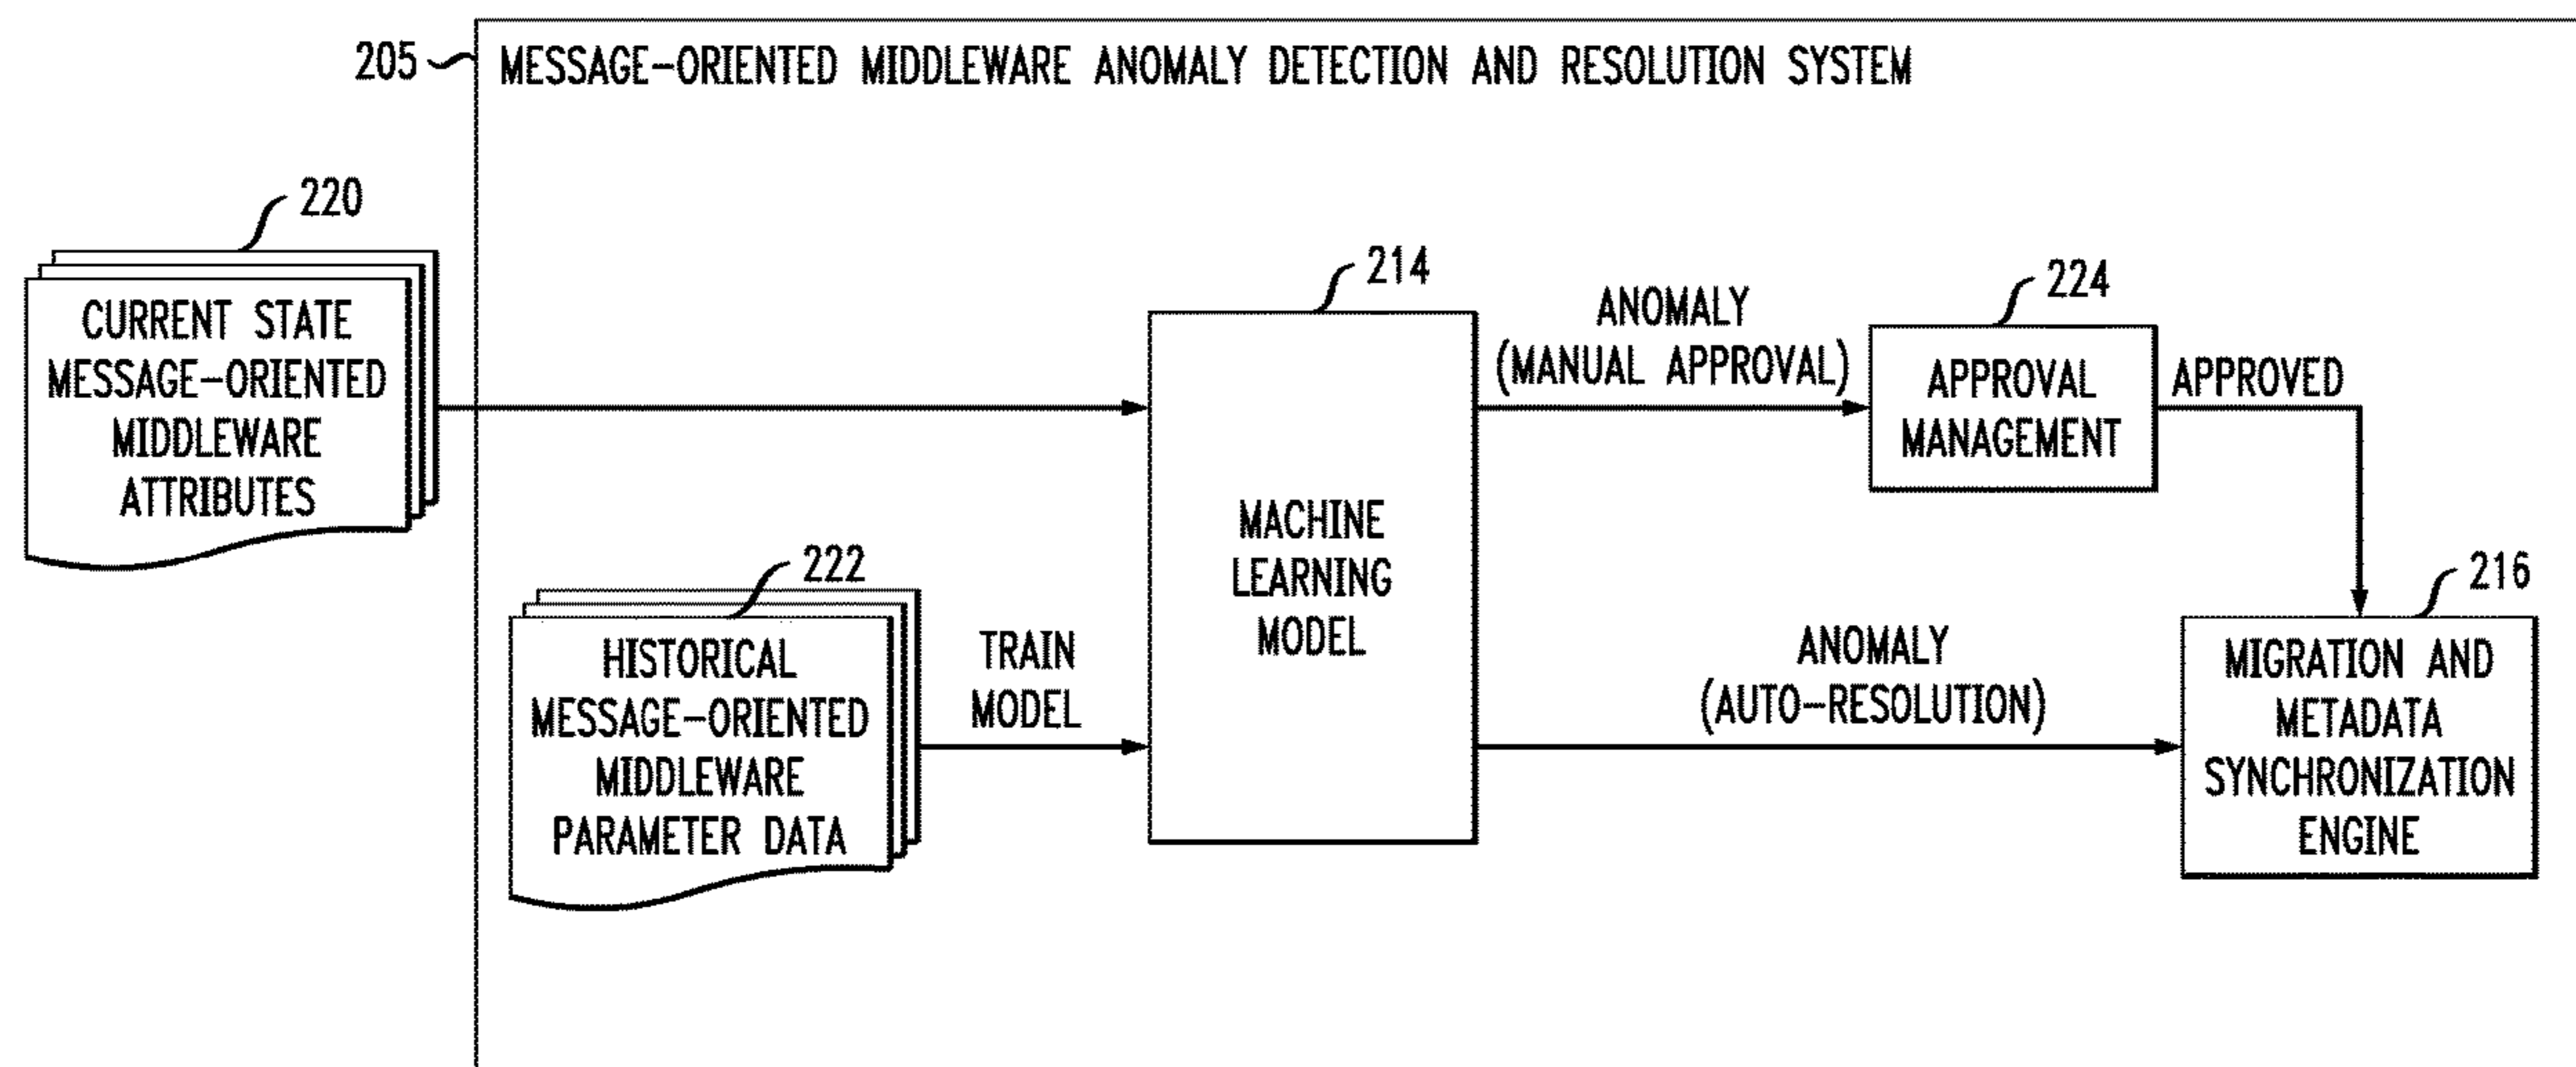 205
MESSAGE-ORIENTED MIDDLEWARE ANOMALY DETECTION AND RESOLUTION SYSTEM
220
CURRENT STATE
MESSAGE-ORIENTED
MIDDLEWARE
ATTRIBUTES
222
HISTORICAL
MESSAGE-ORIENTED
MIDDLEWARE
PARAMETER DATA
TRAIN
MODEL
214
MACHINE
LEARNING
MODEL
ANOMALY
(MANUAL APPROVAL)
224
APPROVAL
MANAGEMENT
APPROVED
ANOMALY
(AUTO-RESOLUTION)
216
MIGRATION AND
METADATA
SYNCHRONIZATION
ENGINE